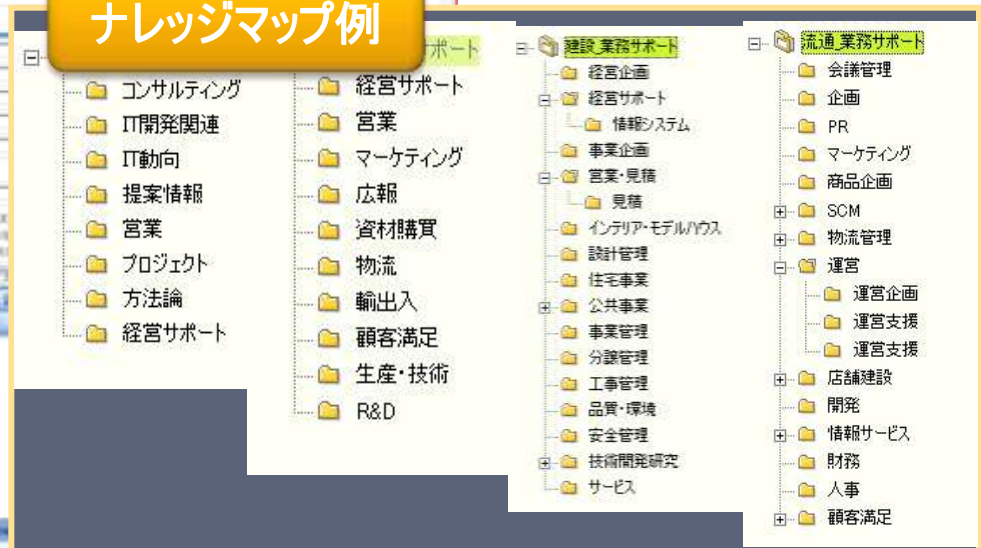 ナレッジマップ例
コンサルティング
IT開発関連
IT動向
提案情報
営業
プロジェクト
方法論
経営サポート
サポート
経営サポート
営業
マーケティング
広報
資材購買
物流
輸出入
顧客満足
生産・技術
R&D
建設_業務サポート
経営企画
経営サポート
情報システム
事業企画
営業・見積
見積
インテリア・モデルハウス
設計管理
住宅事業
公共事業
事業管理
分譲管理
工事管理
品質・環境
安全管理
技術開発研究
サービス
流通_業務サポート
会議管理
企画
PR
マーケティング
商品企画
SCM
物流管理
運営
運営企画
運営支援
運営支援
店舗建設
開発
情報サービス
財務
人事
顧客満足